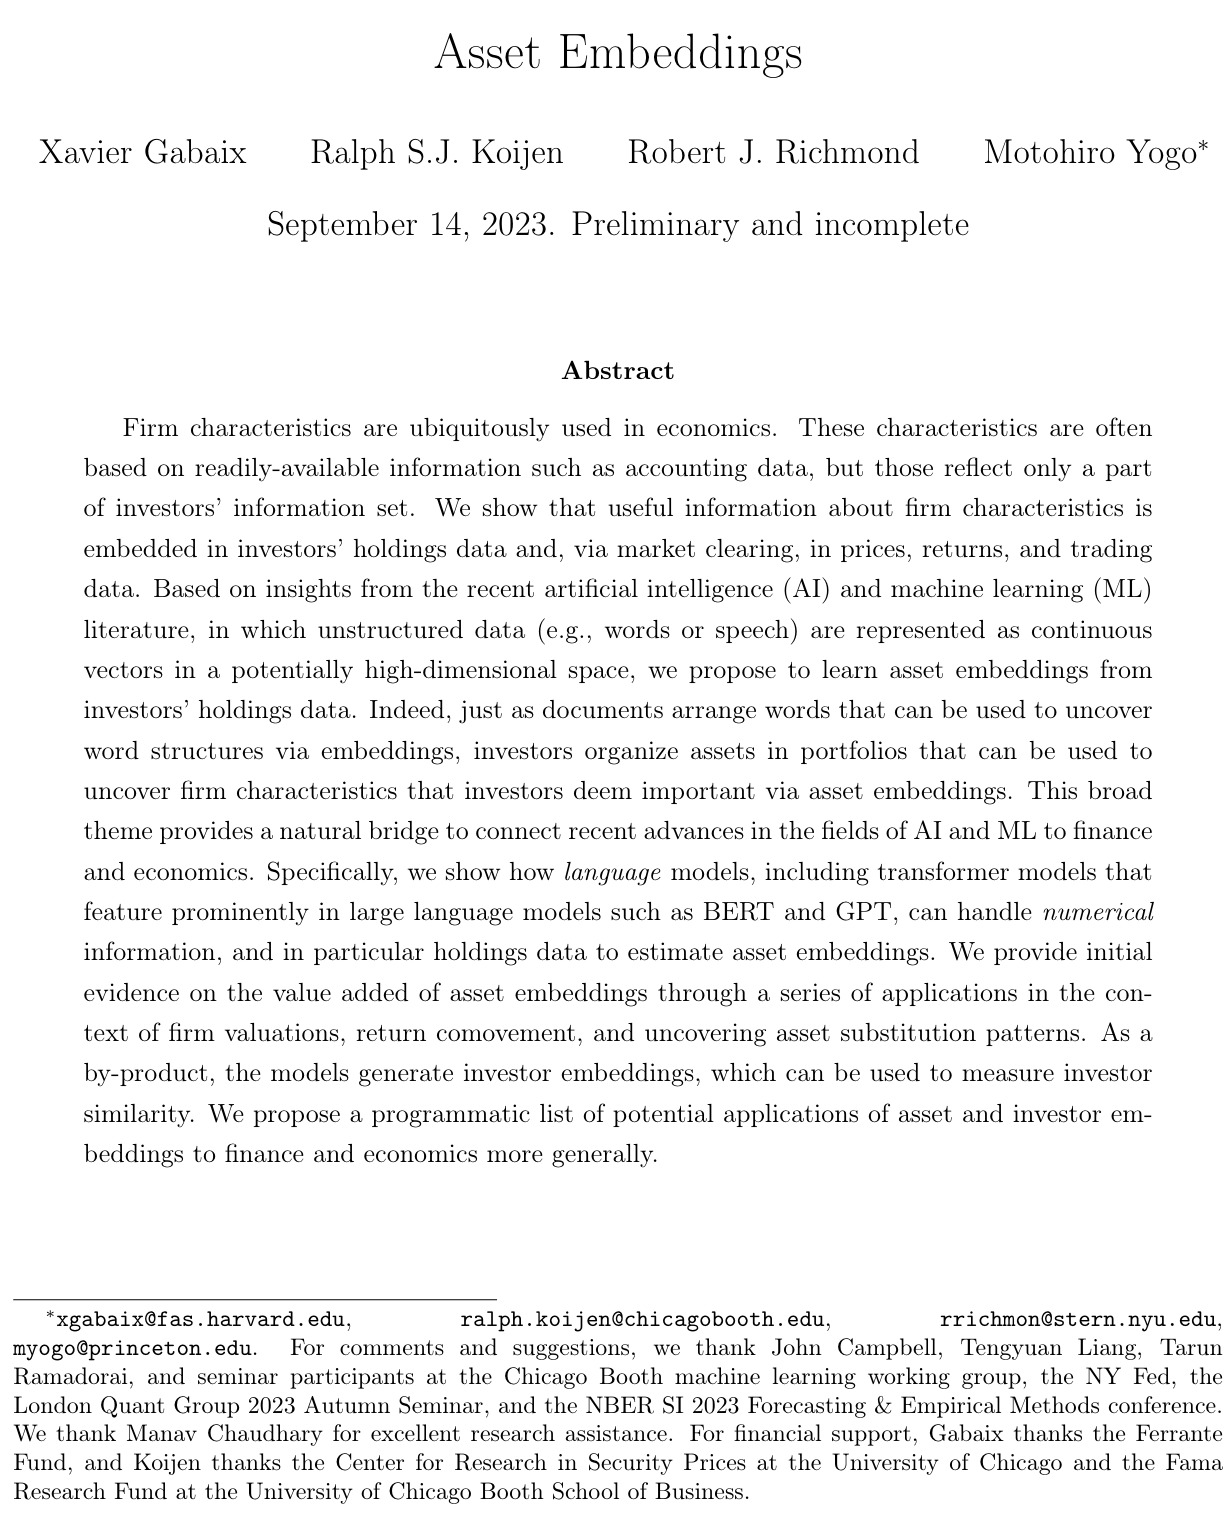 Asset Embeddings
Xavier Gabaix Ralph S.J. Koijen Robert J. Richmond Motohiro Yogo*
September 14, 2023. Preliminary and incomplete
Abstract
Firm characteristics are ubiquitously used in economics. These characteristics are often
based on readily-available information such as accounting data, but those reflect only a part
of investors' information set. We show that useful information about firm characteristics is
embedded in investors' holdings data and, via market clearing, in prices, returns, and trading
data. Based on insights from the recent artificial intelligence (AI) and machine learning (ML)
literature, in which unstructured data (e.g., words or speech) are represented as continuous
vectors in a potentially high-dimensional space, we propose to learn asset embeddings from
investors' holdings data. Indeed, just as documents arrange words that can be used to uncover
word structures via embeddings, investors organize assets in portfolios that can be used to
uncover firm characteristics that investors deem important via asset embeddings. This broad
theme provides a natural bridge to connect recent advances in the fields of AI and ML to finance
and economics. Specifically, we show how language models, including transformer models that
feature prominently in large language models such as BERT and GPT, can handle numerical
information, and in particular holdings data to estimate asset embeddings. We provide initial
evidence on the value added of asset embeddings through a series of applications in the con-
text of firm valuations, return comovement, and uncovering asset substitution patterns. As a
by-product, the models generate investor embeddings, which can be used to measure investor
similarity. We propose a programmatic list of potential applications of asset and investor em-
beddings to finance and economics more generally.
*xgabaix@fas.harvard.edu, ralph.koijen@chicagobooth.edu, rrichmon@stern.nyu.edu,
myogo@princeton.edu. For comments and suggestions, we thank John Campbell, Tengyuan Liang, Tarun
Ramadorai, and seminar participants at the Chicago Booth machine learning working group, the NY Fed, the
London Quant Group 2023 Autumn Seminar, and the NBER SI 2023 Forecasting & Empirical Methods conference.
We thank Manav Chaudhary for excellent research assistance. For financial support, Gabaix thanks the Ferrante
Fund, and Koijen thanks the Center for Research in Security Prices at the University of Chicago and the Fama
Research Fund at the University of Chicago Booth School of Business.